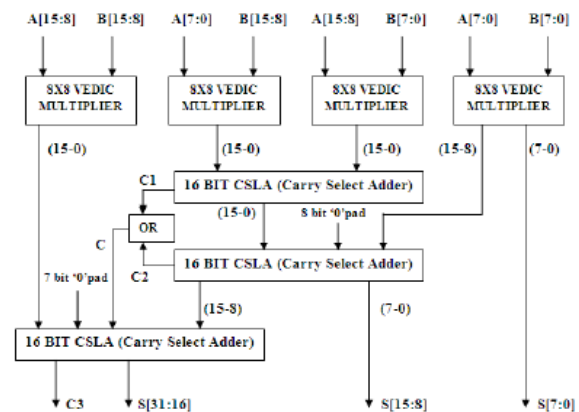 A[15:8] B[15:8] A[7:0] B[7:0] A[15:8] B[7:0] A[7:0] B[7:0]
8X8 VEDIC MULTIPLIER
8X8 VEDIC MULTIPLIER
8X8 VEDIC MULTIPLIER
8X8 VEDIC MULTIPLIER
(15-0) (15-0) (15-0) (15-8) (7-0)
C1 16 BIT CSLA (Carry Select Adder)
(15-0) 8 bit ‘0’pad
OR
C
C2 16 BIT CSLA (Carry Select Adder)
7 bit ‘0’pad
(15-8) (7-0)
16 BIT CSLA (Carry Select Adder)
C3 S[31:16] S[15:8] S[7:0]